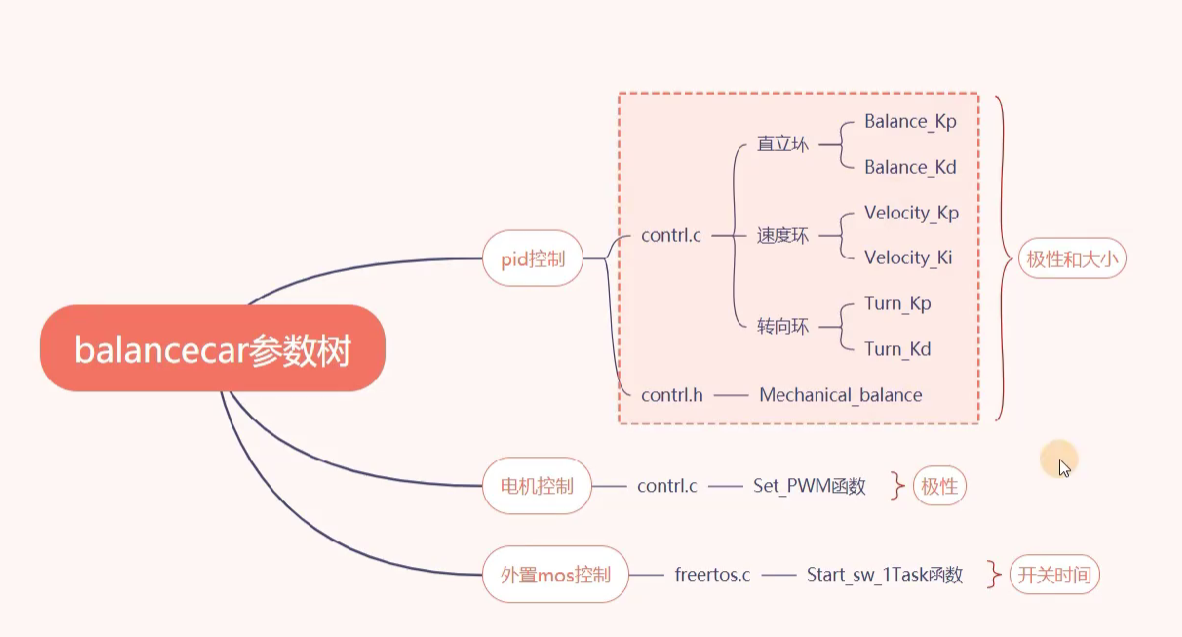 balancecar参数树
pid控制
contrl.c
直立环
Balance_Kp
Balance_Kd
速度环
Velocity_Kp
Velocity_Ki
转向环
Turn_Kp
Turn_Kd
contrl.h
Mechanical_balance
极性和大小
电机控制
contrl.c
Set_PWM函数
极性
外置mos控制
freertos.c
Start_sw_1Task函数
开关时间